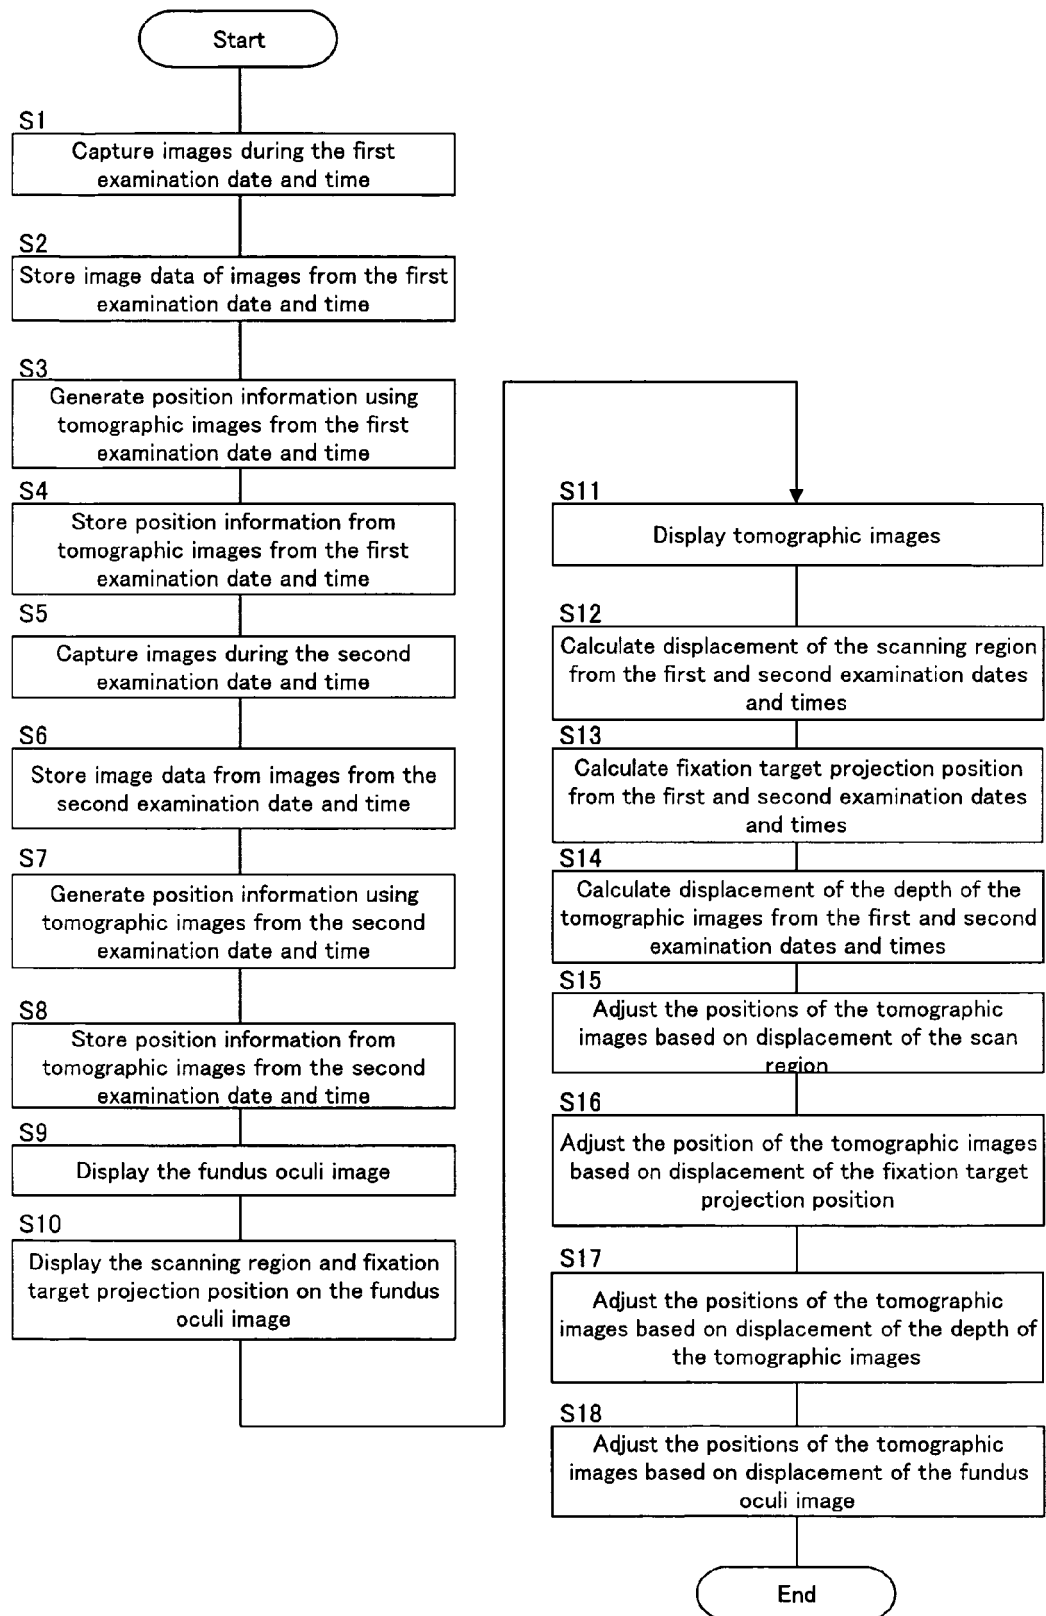 Start
S1
Capture images during the first
examination date and time
S2
Store image data of images from the first
examination date and time
S3
Generate position information using
tomographic images from the first
examination date and time
S4
Store position information from
tomographic images from the first
examination date and time
S5
Capture images during the second
examination date and time
S6
Store image data from images from the
second examination date and time
S7
Generate position information using
tomographic images from the second
examination date and time
S8
Store position information from
tomographic images from the second
examination date and time
S9
Display the fundus oculi image
S10
Display the scanning region and fixation
target projection position on the fundus
oculi image
S11
Display tomographic images
S12
Calculate displacement of the scanning region
from the first and second examination dates
and times
S13
Calculate fixation target projection position
from the first and second examination dates
and times
S14
Calculate displacement of the depth of the
tomographic images from the first and second
examination dates and times
S15
Adjust the positions of the tomographic
images based on displacement of the scan
region
S16
Adjust the position of the tomographic images
based on displacement of the fixation target
projection position
S17
Adjust the positions of the tomographic
images based on displacement of the depth of
the tomographic images
S18
Adjust the positions of the tomographic
images based on displacement of the fundus
oculi image
End